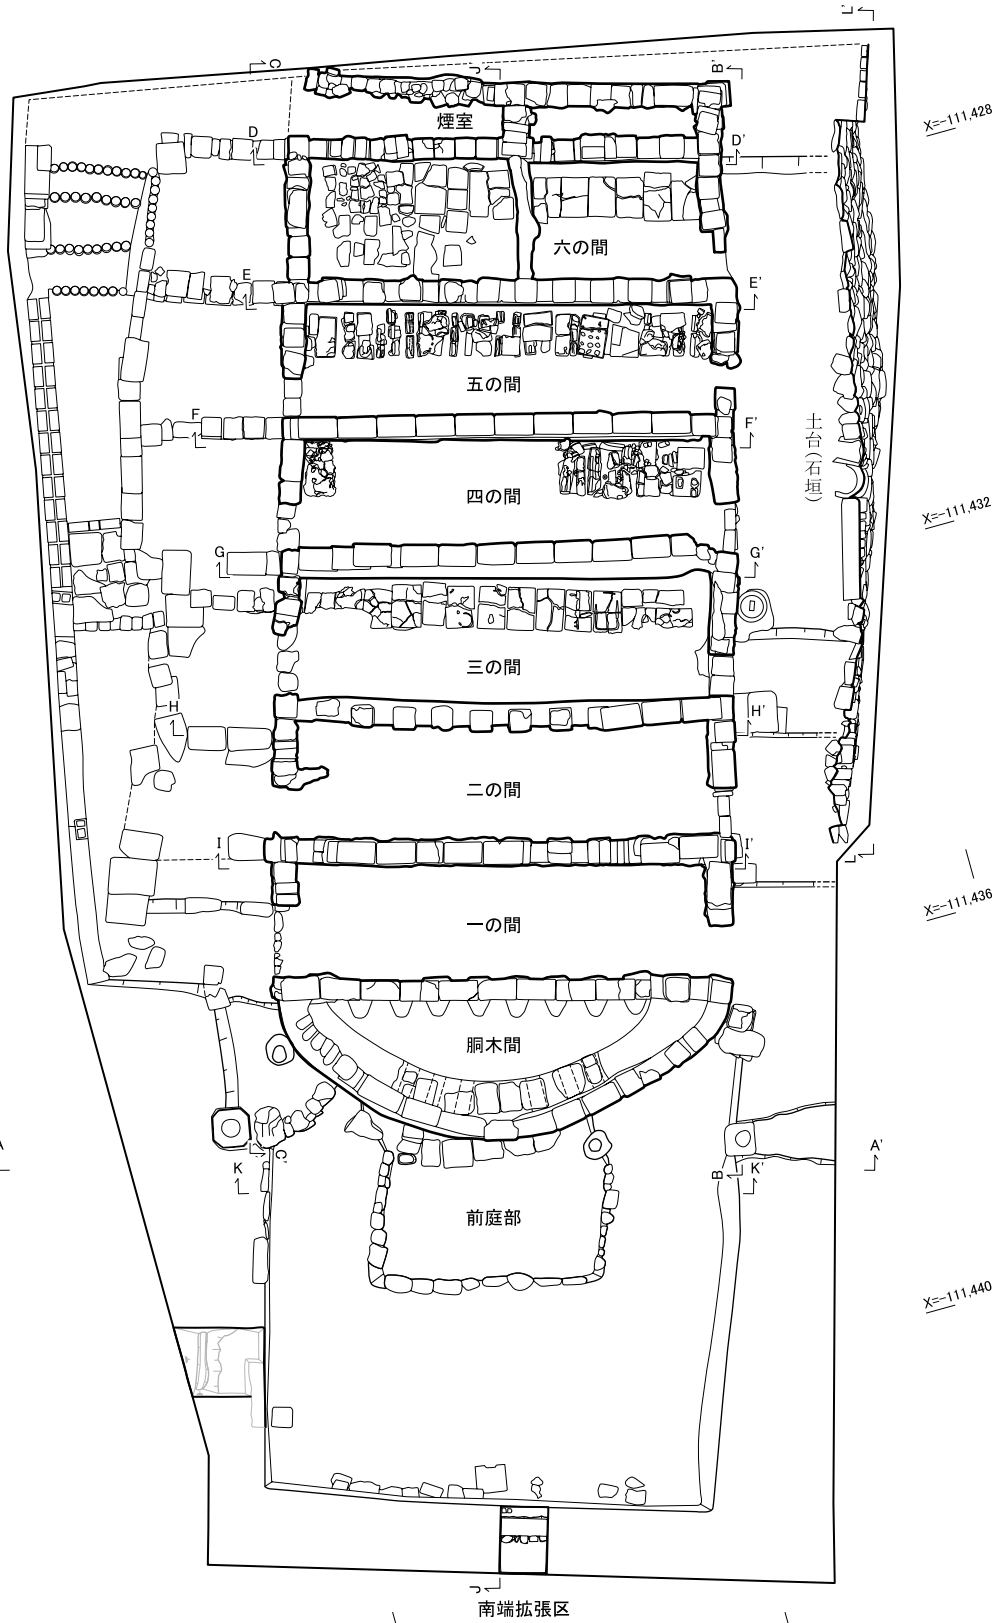 L'
C
J
B'
X=-111,428
煙室
D
D'
六の間
E
E'
五の間
F
F'
土台(石垣)
四の間
X=-111,432
G
G'
三の間
H
H'
二の間
I
I'
L
X=-111,436
一の間
胴木間
A
A'
C'
K
B
K'
前庭部
X=-111,440
J'
南端拡張区